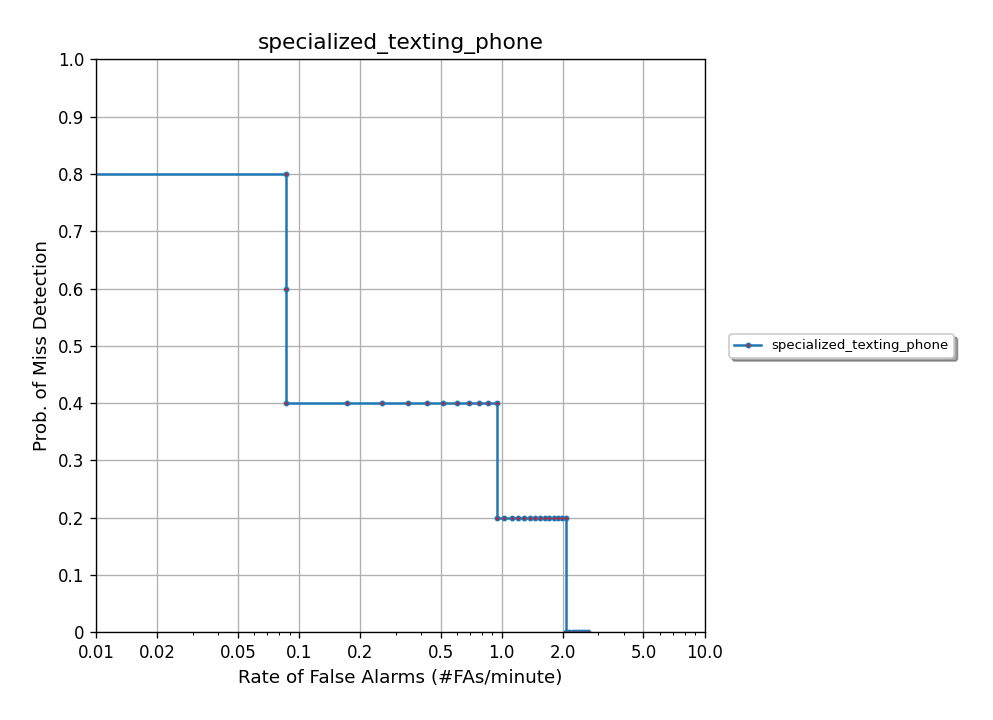 specialized_texting_phone
1.0
0.9
0.8
0.7
0.6
0.5
0.4
0.3
0.2
0.1
0
Prob. of Miss Detection
0.01 0.02 0.05 0.1 0.2 0.5 1.0 2.0 5.0 10.0
Rate of False Alarms (#FAs/minute)
specialized_texting_phone